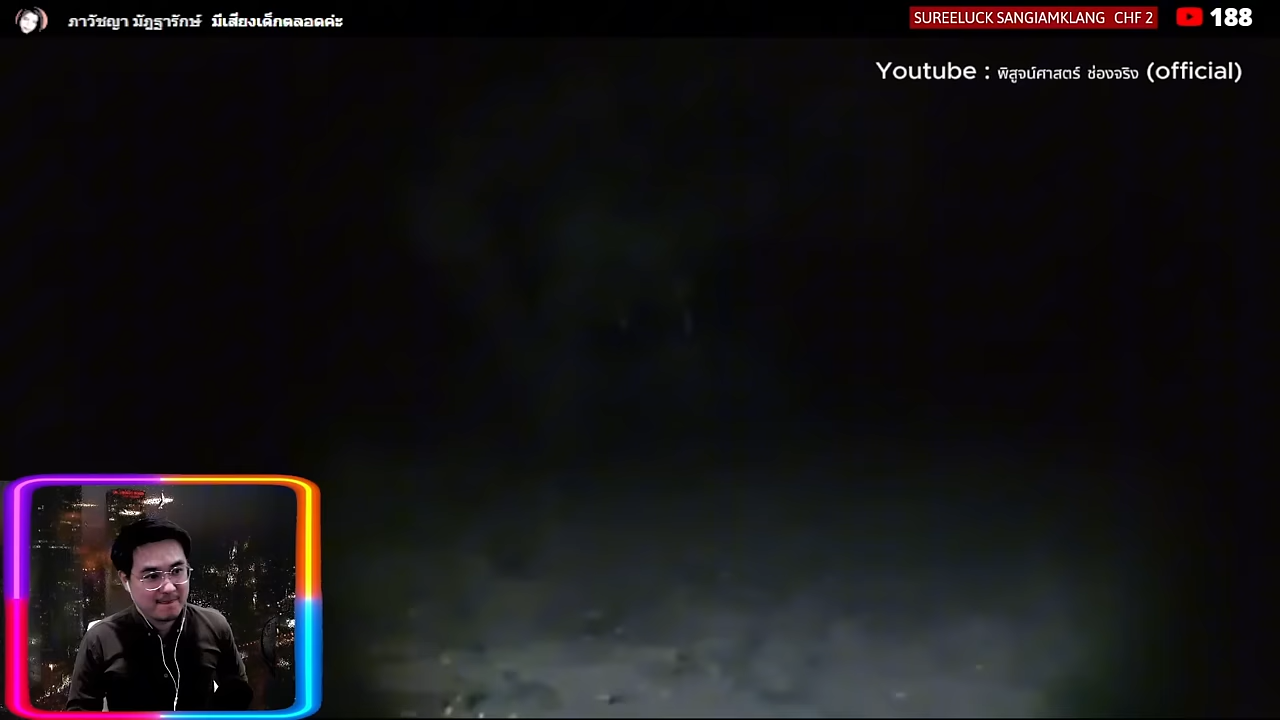 ภาวัชญา มัฎฐารักษ์ มีเสียงเด็กตลอดค่ะ
SUREELUCK SANGIAMKLANG CHF 2
188
Youtube : พิสูจน์ศาสตร์ ช่องจริง (official)